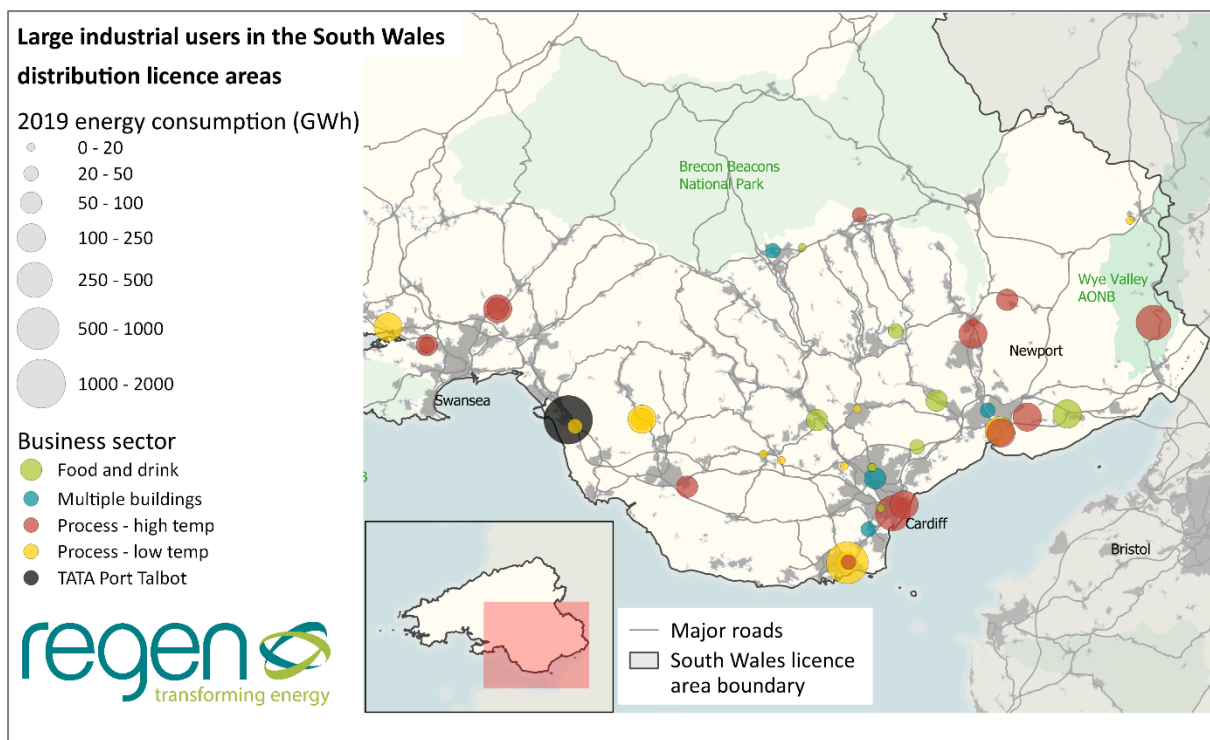 Large industrial users in the South Wales
distribution licence areas
2019 energy consumption (GWh)
0 - 20
20 - 50
50 - 100
100 - 250
250 - 500
500 - 1000
1000 - 2000
Business sector
Food and drink
Multiple buildings
Process - high temp
Process - low temp
TATA Port Talbot
regen
transforming energy
Brecon Beacons
National Park
Wye Valley
AONB
Newport
Swansea
Cardiff
Bristol
Major roads
South Wales licence
area boundary